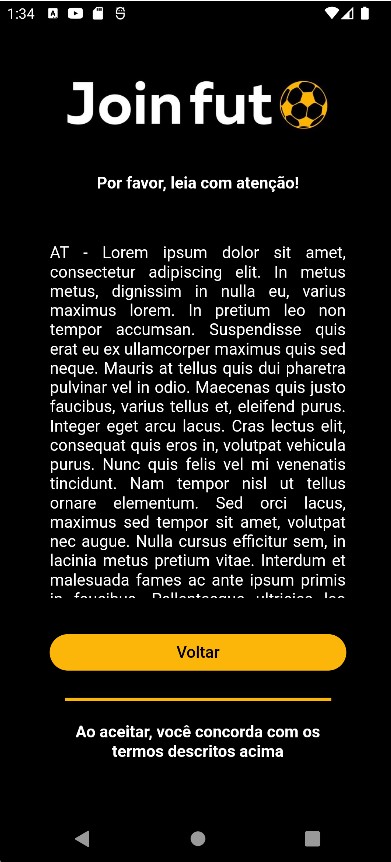 1:34
Join fut
Por favor, leia com atenção!
AT - Lorem ipsum dolor sit amet,
consectetur adipiscing elit. In metus
metus, dignissim in nulla eu, varius
maximus lorem. In pretium leo non
tempor accumsan. Suspendisse quis
erat eu ex ullamcorper maximus quis sed
neque. Mauris at tellus quis dui pharetra
pulvinar vel in odio. Maecenas quis justo
faucibus, varius tellus et, eleifend purus.
Integer eget arcu lacus. Cras lectus elit,
consequat quis eros in, volutpat vehicula
purus. Nunc quis felis vel mi venenatis
tincidunt. Nam tempor nisl ut tellus
ornare elementum. Sed orci lacus,
maximus sed tempor sit amet, volutpat
nec augue. Nulla cursus efficitur sem, in
lacinia metus pretium vitae. Interdum et
malesuada fames ac ante ipsum primis
in faucibus. Pellentesque ultricies leo
Voltar
Ao aceitar, você concorda com os
termos descritos acima